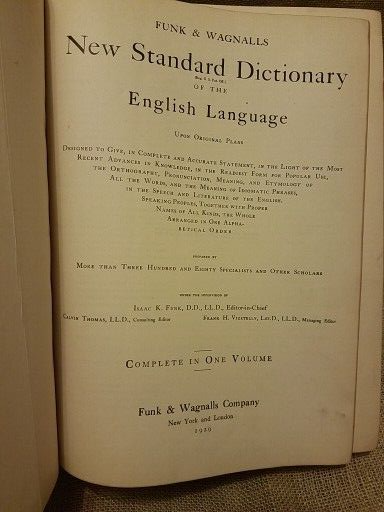 FUNK & WAGNALLS
New Standard Dictionary
OF THE
English Language
UPON ORIGINAL PLANS
DESIGNED TO GIVE, IN COMPLETE AND ACCURATE STATEMENT, IN THE LIGHT OF THE MOST
RECENT ADVANCES IN KNOWLEDGE, IN THE READIEST FORM FOR POPULAR USE,
THE ORTHOGRAPHY, PRONUNCIATION, MEANING, AND ETYMOLOGY OF
ALL THE WORDS, AND THE MEANING OF IDIOMATIC PHRASES,
IN THE SPEECH AND LITERATURE OF THE ENGLISH-
SPEAKING PEOPLES, TOGETHER WITH PROPER
NAMES OF ALL KINDS, THE WHOLE
ARRANGED IN ONE ALPHA-
BETICAL ORDER
PREPARED BY
MORE THAN THREE HUNDRED AND EIGHTY SPECIALISTS AND OTHER SCHOLARS
UNDER THE SUPERVISION OF
ISAAC K. FUNK, D.D., LL.D., Editor-in-Chief
CALVIN THOMAS, LL.D., Consulting Editor FRANK H. VIZETELLY, LITT.D., LL.D., Managing Editor
COMPLETE IN ONE VOLUME
Funk & Wagnalls Company
New York and London
1929